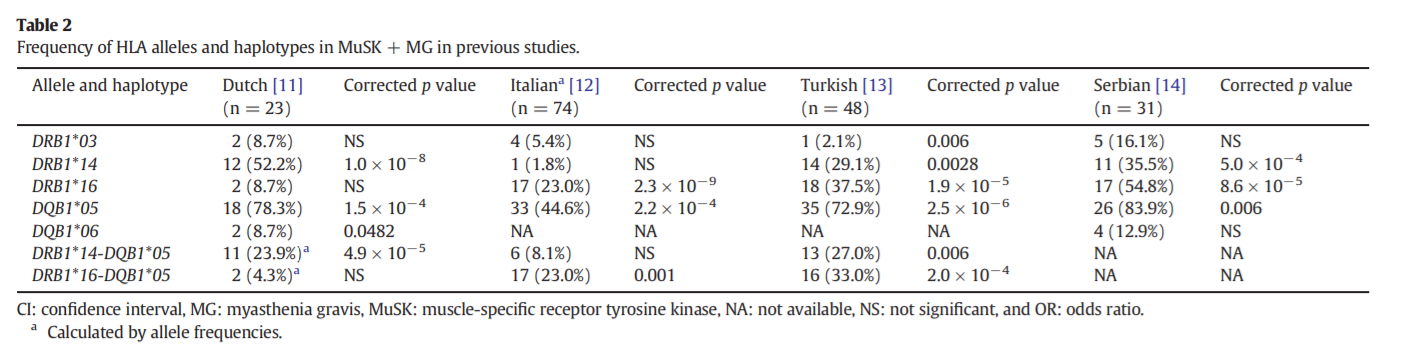 Table 2
Frequency of HLA alleles and haplotypes in MuSK + MG in previous studies.
Allele and haplotype Dutch [11] Corrected p value Italianᵃ [12] Corrected p value Turkish [13] Corrected p value Serbian [14] Corrected p value
(n = 23) (n = 74) (n = 48) (n = 31)
DRB1*03 2 (8.7%) NS 4 (5.4%) NS 1 (2.1%) 0.006 5 (16.1%) NS
DRB1*14 12 (52.2%) 1.0 × 10⁻⁸ 1 (1.8%) NS 14 (29.1%) 0.0028 11 (35.5%) 5.0 × 10⁻⁴
DRB1*16 2 (8.7%) NS 17 (23.0%) 2.3 × 10⁻⁹ 18 (37.5%) 1.9 × 10⁻⁵ 17 (54.8%) 8.6 × 10⁻⁵
DQB1*05 18 (78.3%) 1.5 × 10⁻⁴ 33 (44.6%) 2.2 × 10⁻⁴ 35 (72.9%) 2.5 × 10⁻⁶ 26 (83.9%) 0.006
DQB1*06 2 (8.7%) 0.0482 NA NA NA NA 4 (12.9%) NS
DRB1*14-DQB1*05 11 (23.9%)ᵃ 4.9 × 10⁻⁵ 6 (8.1%) NS 13 (27.0%) 0.006 NA NA
DRB1*16-DQB1*05 2 (4.3%)ᵃ NS 17 (23.0%) 0.001 16 (33.0%) 2.0 × 10⁻⁴ NA NA
CI: confidence interval, MG: myasthenia gravis, MuSK: muscle-specific receptor tyrosine kinase, NA: not available, NS: not significant, and OR: odds ratio.
ᵃ Calculated by allele frequencies.